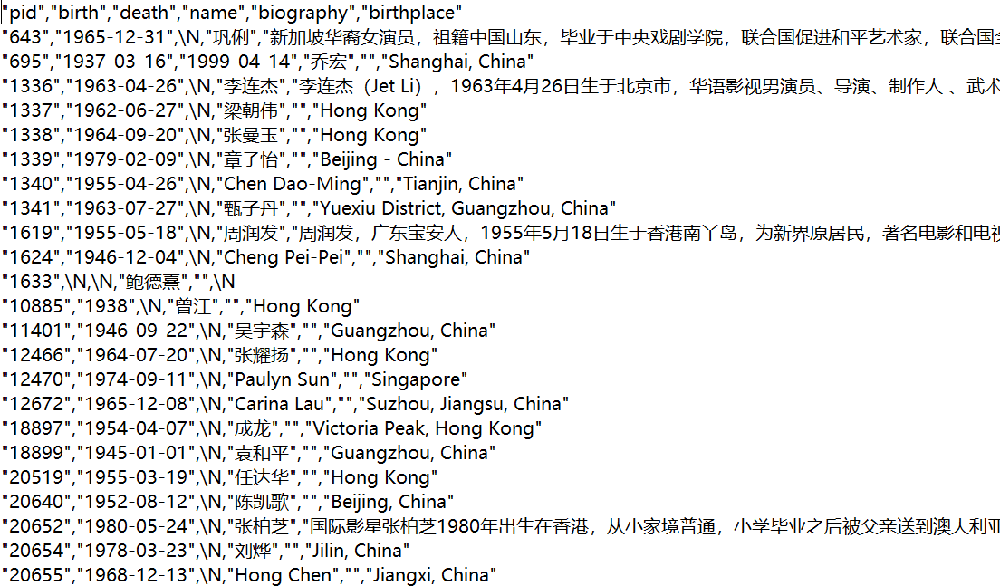 "pid","birth","death","name","biography","birthplace"
"643","1965-12-31",\N,"巩俐","新加坡华裔女演员，祖籍中国山东，毕业于中央戏剧学院，联合国促进和平艺术家，联合国
"695","1937-03-16","1999-04-14","乔宏","","Shanghai, China"
"1336","1963-04-26",\N,"李连杰","李连杰（Jet Li），1963年4月26日生于北京市，华语影视男演员、导演、制作人 、武术
"1337","1962-06-27",\N,"梁朝伟","","Hong Kong"
"1338","1964-09-20",\N,"张曼玉","","Hong Kong"
"1339","1979-02-09",\N,"章子怡","","Beijing - China"
"1340","1955-04-26",\N,"Chen Dao-Ming","","Tianjin, China"
"1341","1963-07-27",\N,"甄子丹","","Yuexiu District, Guangzhou, China"
"1619","1955-05-18",\N,"周润发","周润发，广东宝安人，1955年5月18日生于香港南丫岛，为新界原居民，著名电影和电视
"1624","1946-12-04",\N,"Cheng Pei-Pei","","Shanghai, China"
"1633",\N,\N,"鲍德熹","",\N
"10885","1938",\N,"曾江","","Hong Kong"
"11401","1946-09-22",\N,"吴宇森","","Guangzhou, China"
"12466","1964-07-20",\N,"张耀扬","","Hong Kong"
"12470","1974-09-11",\N,"Paulyn Sun","","Singapore"
"12672","1965-12-08",\N,"Carina Lau","","Suzhou, Jiangsu, China"
"18897","1954-04-07",\N,"成龙","","Victoria Peak, Hong Kong"
"18899","1945-01-01",\N,"袁和平","","Guangzhou, China"
"20519","1955-03-19",\N,"任达华","","Hong Kong"
"20640","1952-08-12",\N,"陈凯歌","","Beijing, China"
"20652","1980-05-24",\N,"张柏芝","国际影星张柏芝1980年出生在香港，从小家境普通，小学毕业之后被父亲送到澳大利亚
"20654","1978-03-23",\N,"刘烨","","Jilin, China"
"20655","1968-12-13",\N,"Hong Chen","","Jiangxi, China"